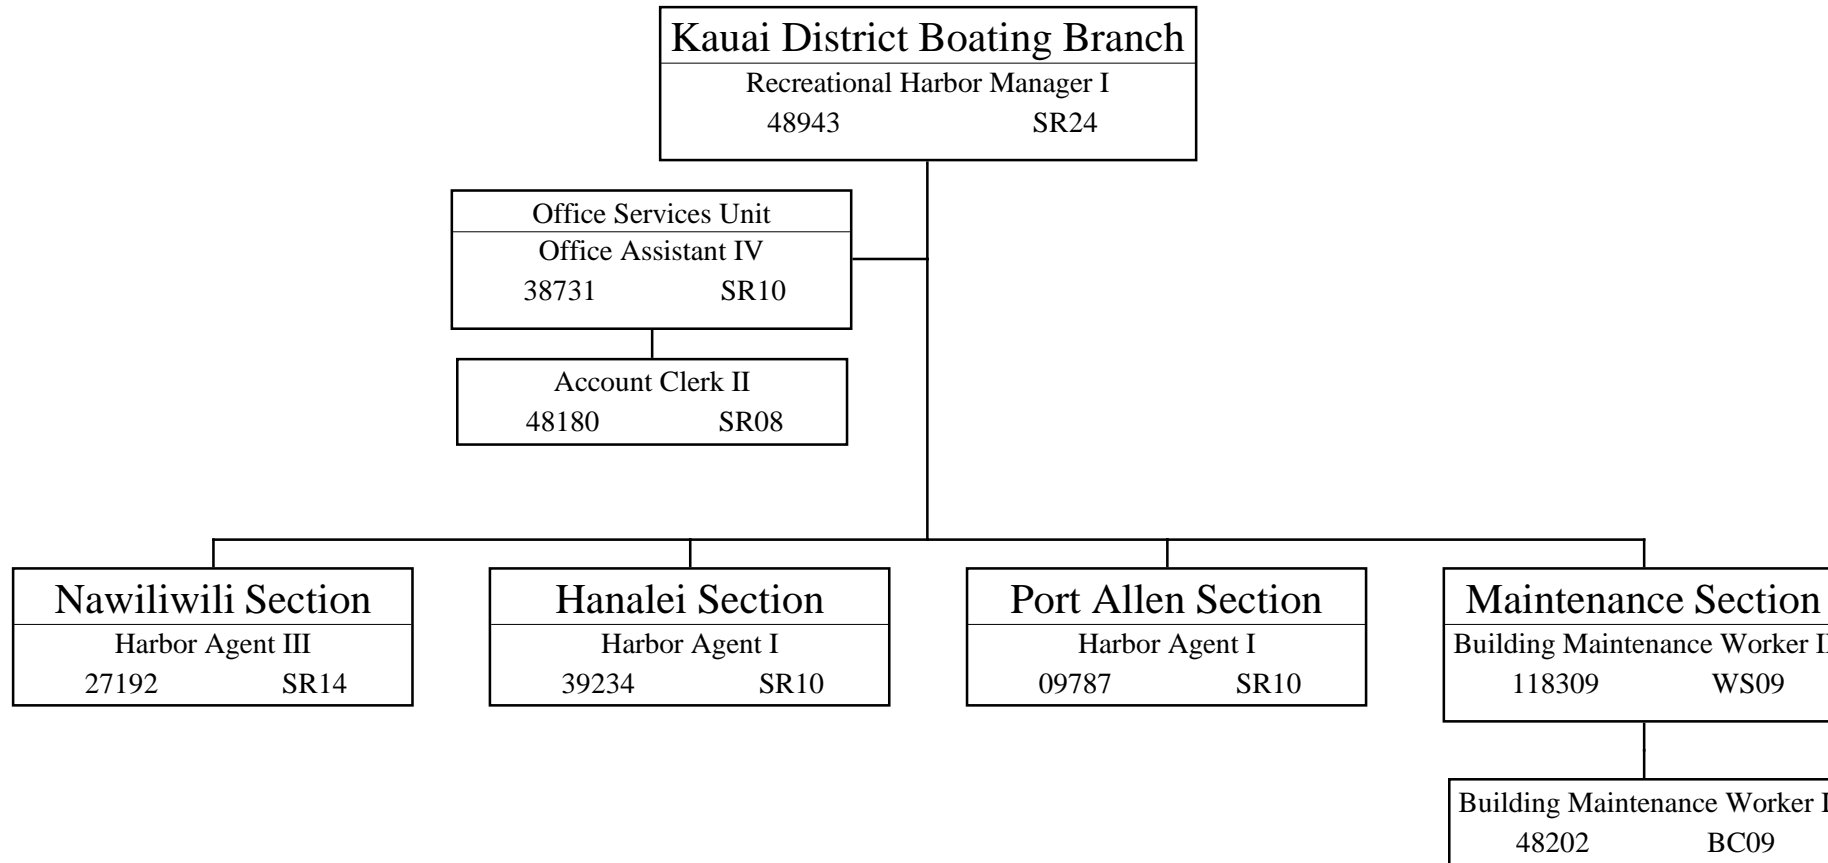 Kauai District Boating Branch
Recreational Harbor Manager I
48943 SR24
Office Services Unit
Office Assistant IV
38731 SR10
Account Clerk II
48180 SR08
Nawiliwili Section
Harbor Agent III
27192 SR14
Hanalei Section
Harbor Agent I
39234 SR10
Port Allen Section
Harbor Agent I
09787 SR10
Maintenance Section
Building Maintenance Worker
118309 WS09
Building Maintenance Worker
48202 BC09